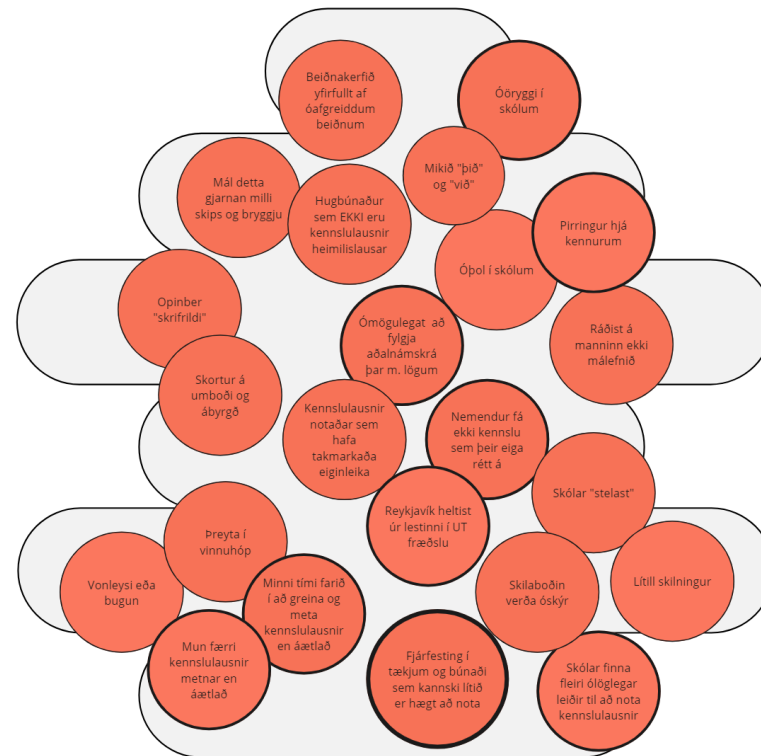 Beiðnakerfið
yfirfullt af
óafgreiddum
beiðnum
Óöryggi í
skólum
Mikið "þið"
og "við"
Mál detta
gjarnan milli
skips og bryggju
Hugbúnaður
sem EKKI eru
kennslulausnir
heimilislausar
Pirringur hjá
kennurum
Óþol í skólum
Opinber
"skrifrildi"
Ómögulegat að
fylgja
aðalnámskrá
þar m. lögum
Ráðist á
manninn ekki
málefnið
Skortur á
umboði og
ábyrgð
Kennslulausnir
notaðar sem
hafa
takmarkaða
eiginleika
Nemendur fá
ekki kennslu
sem þeir eiga
rétt á
Skólar "stelast"
Reykjavík heltist
úr lestinni í UT
fræðslu
Þreyta í
vinnuhóp
Vonleysi eða
bugun
Minni tími farið
í að greina og
meta
kennslulausnir
en áætlað
Skilaboðin
verða óskýr
Lítill skilningur
Mun færri
kennslulausnir
metnar en
áætlað
Fjárfesting í
tækjum og búnaði
sem kannski lítið
er hægt að nota
Skólar finna
fleiri ólöglegar
leiðir til að nota
kennslulausnir